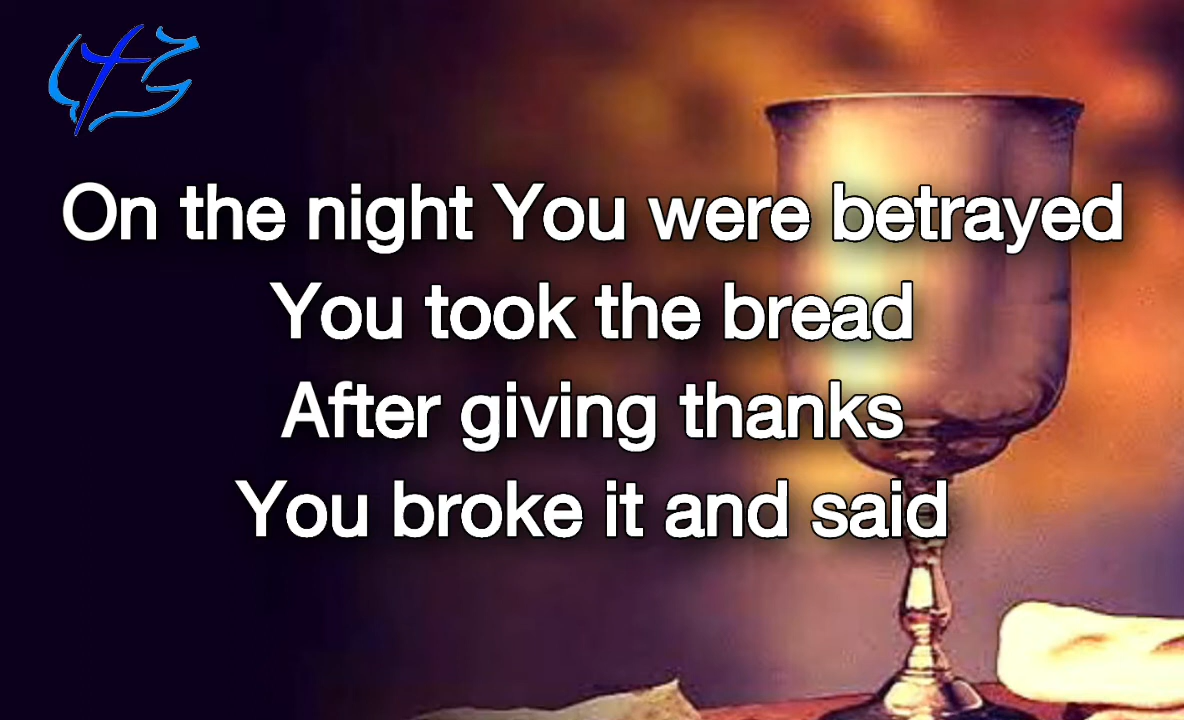 On the night You were betrayed
You took the bread
After giving thanks
You broke it and said